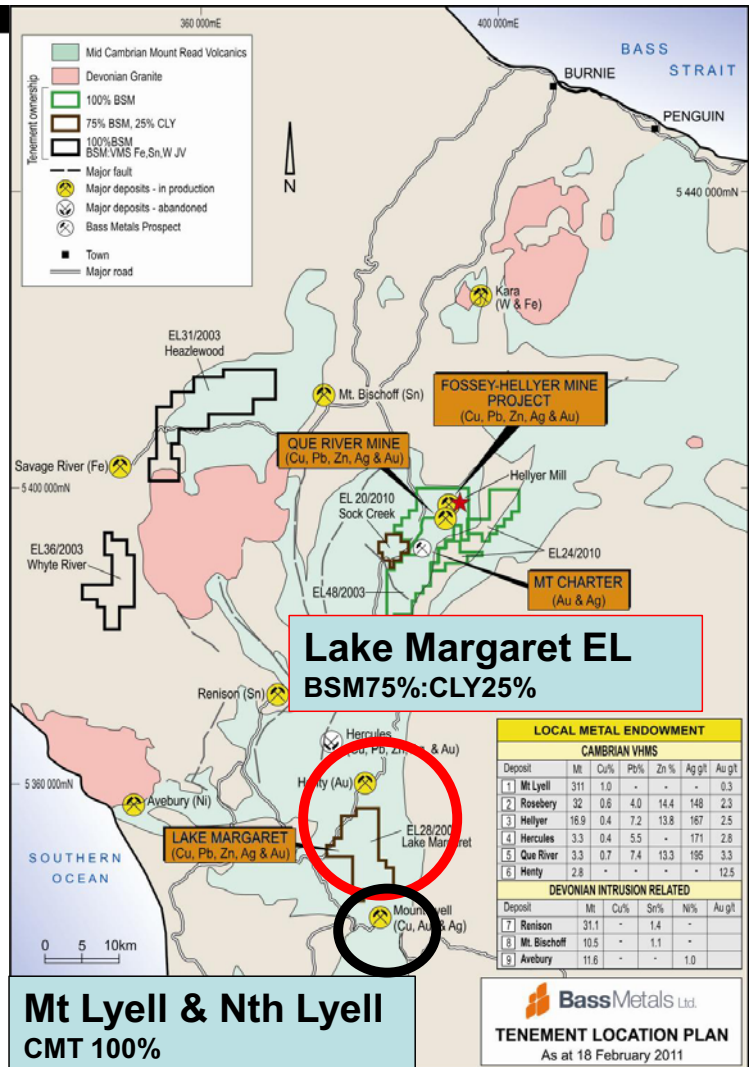 360 000mE
400 000mE
Mid Cambrian Mount Read Volcanics
Devonian Granite
Tenement ownership
100% BSM
75% BSM, 25% CLY
100%BSM
BSM:VMS Fe,Sn,W JV
Major fault
Major deposits - in production
Major deposits - abandoned
Bass Metals Prospect
Town
Major road
N
BASS
STRAIT
BURNIE
PENGUIN
5 440 000mN
Kara
(W & Fe)
EL31/2003
Heazlewood
Mt. Bischoff (Sn)
FOSSEY-HELLYER MINE
PROJECT
(Cu, Pb, Zn, Ag & Au)
QUE RIVER MINE
(Cu, Pb, Zn, Ag & Au)
Savage River (Fe)
Hellyer Mill
5 400 000mN
EL 20/2010
Sock Creek
EL36/2003
Whyte River
EL24/2010
EL48/2003
MT CHARTER
(Au & Ag)
Lake Margaret EL
BSM75%:CLY25%
Renison (Sn)
Hercules
(Cu, Pb, Zn, & Au)
5 360 000mN
Henty (Au)
Avebury (Ni)
LAKE MARGARET
(Cu, Pb, Zn, Ag & Au)
EL28/200
Lake Margaret
SOUTHERN
OCEAN
Mount Lyell
(Cu, Au & Ag)
0 5 10km
Mt Lyell & Nth Lyell
CMT 100%
LOCAL METAL ENDOWMENT
CAMBRIAN VHMS
Deposit Mt Cu% Pb% Zn % Ag g/t Au g/t
1 Mt Lyell 311 1.0 - - - 0.3
2 Rosebery 32 0.6 4.0 14.4 148 2.3
3 Hellyer 16.9 0.4 7.2 13.8 167 2.5
4 Hercules 3.3 0.4 5.5 - 171 2.8
5 Que River 3.3 0.7 7.4 13.3 195 3.3
6 Henty 2.8 - - - - 12.5
DEVONIAN INTRUSION RELATED
Deposit Mt Cu% Sn% Ni% Au g/t
7 Renison 31.1 - 1.4 -
8 Mt. Bischoff 10.5 - 1.1 -
9 Avebury 11.6 - - 1.0
BassMetals Ltd.
TENEMENT LOCATION PLAN
As at 18 February 2011